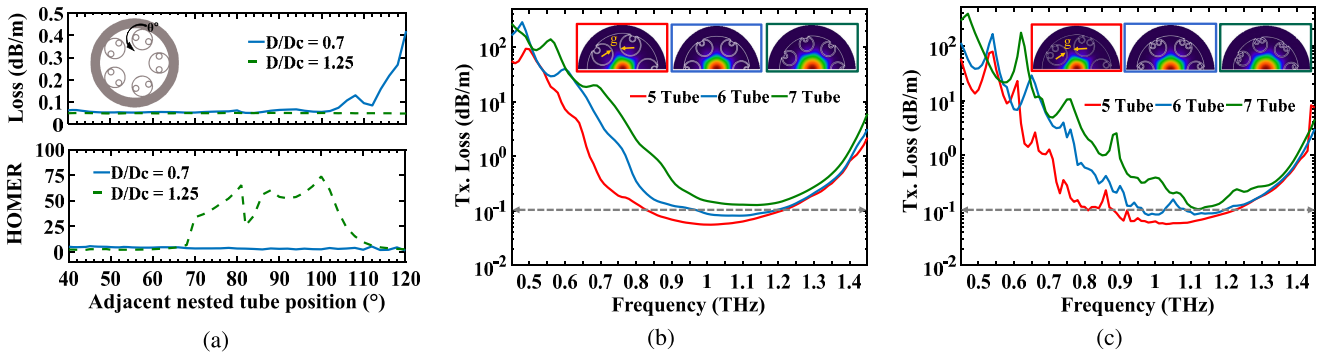 Loss (dB/m)
0.5
0.4
0.3
0.2
0.1
0
0°
D/Dc = 0.7
D/Dc = 1.25
HOMER
100
75
50
25
0
D/Dc = 0.7
D/Dc = 1.25
40 50 60 70 80 90 100 110 120
Adjacent nested tube position (°)
(a)
Tx. Loss (dB/m)
10²
10¹
10⁰
10⁻¹
10⁻²
g
5 Tube 6 Tube 7 Tube
0.5 0.6 0.7 0.8 0.9 1 1.1 1.2 1.3 1.4
Frequency (THz)
(b)
Tx. Loss (dB/m)
10²
10¹
10⁰
10⁻¹
10⁻²
g
5 Tube 6 Tube 7 Tube
0.5 0.6 0.7 0.8 0.9 1 1.1 1.2 1.3 1.4
Frequency (THz)
(c)